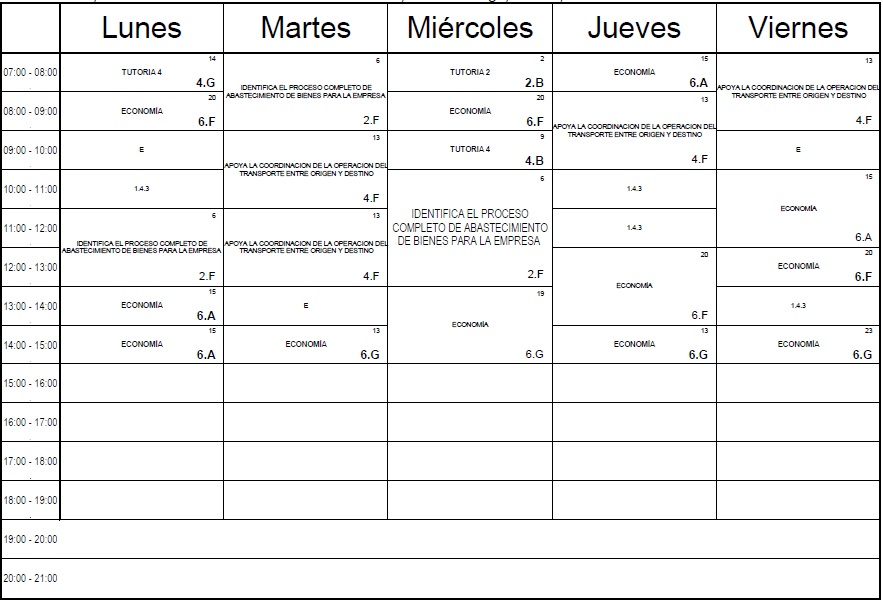 Lunes Martes Miércoles Jueves Viernes
07:00 - 08:00
14
TUTORIA 4
4.G
6
IDENTIFICA EL PROCESO COMPLETO DE
ABASTECIMIENTO DE BIENES PARA LA EMPRESA
2.F
2
TUTORIA 2
2.B
15
ECONOMÍA
6.A
13
APOYA LA COORDINACION DE LA OPERACION DEL
TRANSPORTE ENTRE ORIGEN Y DESTINO
4.F
08:00 - 09:00
20
ECONOMÍA
6.F
20
ECONOMÍA
6.F
13
APOYA LA COORDINACION DE LA OPERACION DEL
TRANSPORTE ENTRE ORIGEN Y DESTINO
4.F
09:00 - 10:00
E
13
APOYA LA COORDINACION DE LA OPERACION DEL
TRANSPORTE ENTRE ORIGEN Y DESTINO
4.F
9
TUTORIA 4
4.B
E
10:00 - 11:00
1.4.3
6
IDENTIFICA EL PROCESO
COMPLETO DE ABASTECIMIENTO
DE BIENES PARA LA EMPRESA
2.F
1.4.3
15
ECONOMÍA
6.A
11:00 - 12:00
6
IDENTIFICA EL PROCESO COMPLETO DE
ABASTECIMIENTO DE BIENES PARA LA EMPRESA
2.F
13
APOYA LA COORDINACION DE LA OPERACION DEL
TRANSPORTE ENTRE ORIGEN Y DESTINO
4.F
1.4.3
12:00 - 13:00
20
ECONOMÍA
6.F
20
ECONOMÍA
6.F
13:00 - 14:00
15
ECONOMÍA
6.A
E
19
ECONOMÍA
6.G
1.4.3
14:00 - 15:00
15
ECONOMÍA
6.A
13
ECONOMÍA
6.G
13
ECONOMÍA
6.G
23
ECONOMÍA
6.G
15:00 - 16:00
16:00 - 17:00
17:00 - 18:00
18:00 - 19:00
19:00 - 20:00
20:00 - 21:00